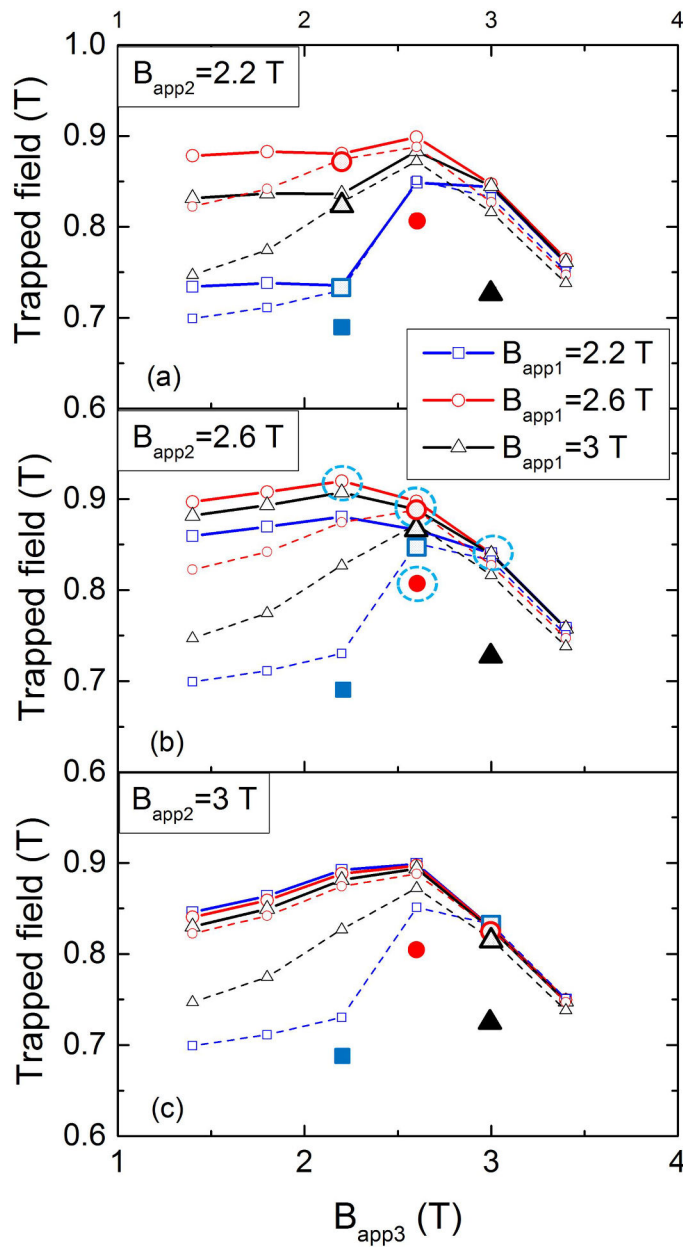 1 2 3 4
1.0
B_app2=2.2 T
0.9
0.8
0.7
0.6
Trapped field (T)
(a)
B_app1=2.2 T
B_app1=2.6 T
B_app1=3 T
B_app2=2.6 T
0.9
0.8
0.7
0.6
Trapped field (T)
(b)
B_app2=3 T
0.9
0.8
0.7
0.6
Trapped field (T)
(c)
1 2 3 4
B_app3 (T)